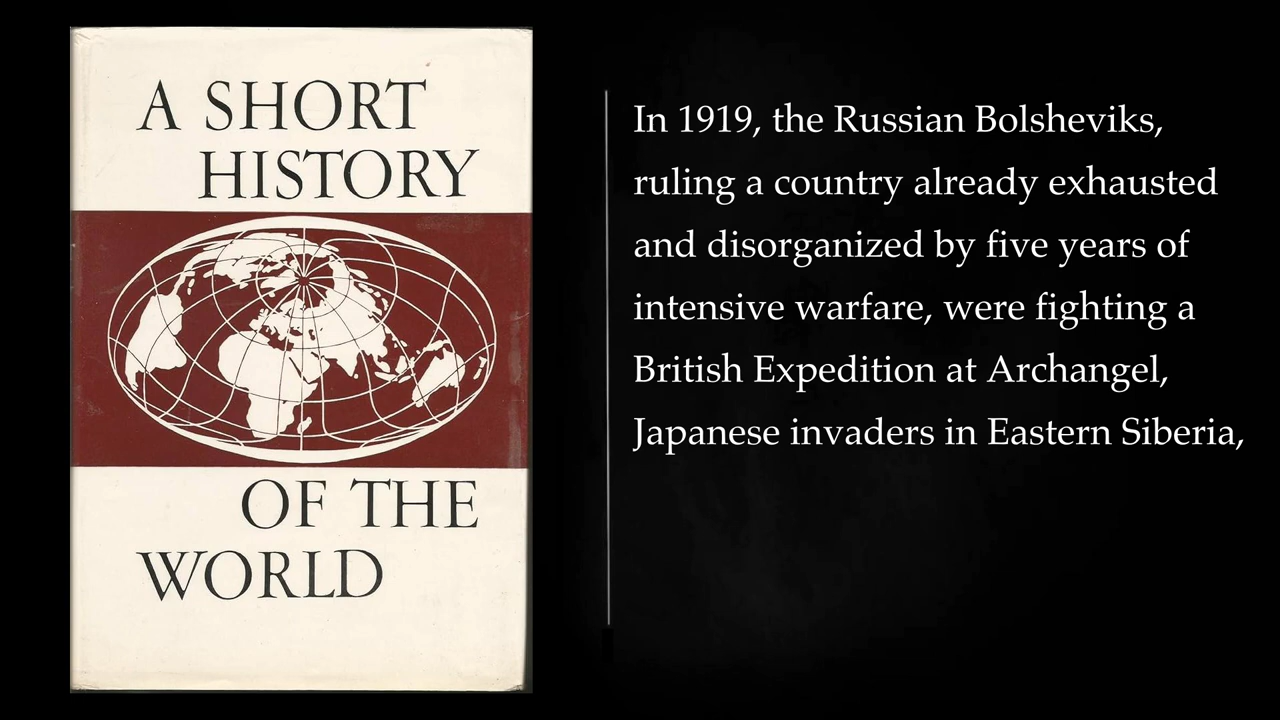 A SHORT
HISTORY
OF THE
WORLD
In 1919, the Russian Bolsheviks,
ruling a country already exhausted
and disorganized by five years of
intensive warfare, were fighting a
British Expedition at Archangel,
Japanese invaders in Eastern Siberia,